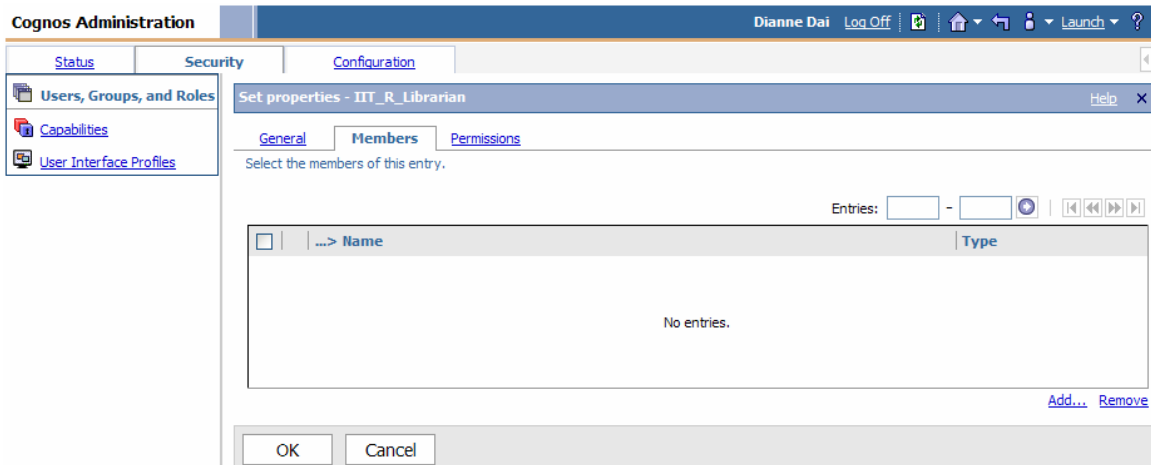 Cognos Administration Dianne Dai Log Off Launch ?
Status Security Configuration
Users, Groups, and Roles
Capabilities
User Interface Profiles
Set properties - IIT_R_Librarian Help X
General Members Permissions
Select the members of this entry.
Entries: -
...> Name Type
No entries.
Add... Remove
OK Cancel